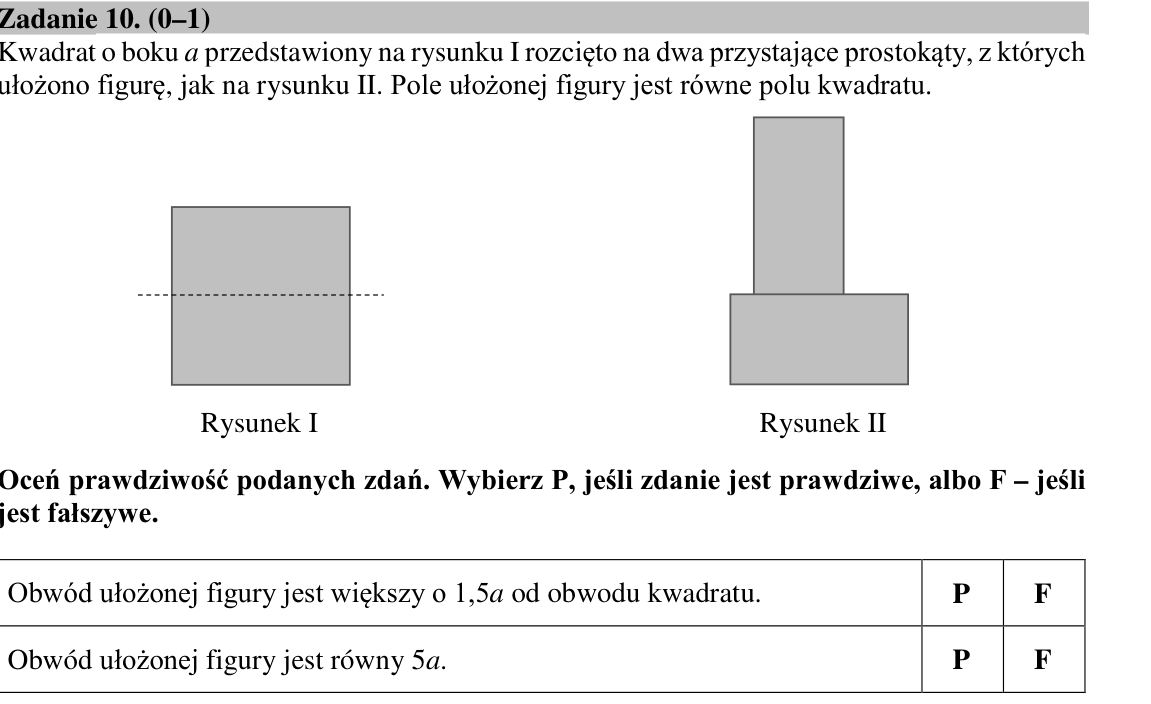 Zadanie 10. (0–1)
Kwadrat o boku a przedstawiony na rysunku I rozcięto na dwa przystające prostokąty, z których
ułożono figurę, jak na rysunku II. Pole ułożonej figury jest równe polu kwadratu.
Rysunek I
Rysunek II
Oceń prawdziwość podanych zdań. Wybierz P, jeśli zdanie jest prawdziwe, albo F – jeśli
jest fałszywe.
Obwód ułożonej figury jest większy o 1,5a od obwodu kwadratu. P F
Obwód ułożonej figury jest równy 5a. P F